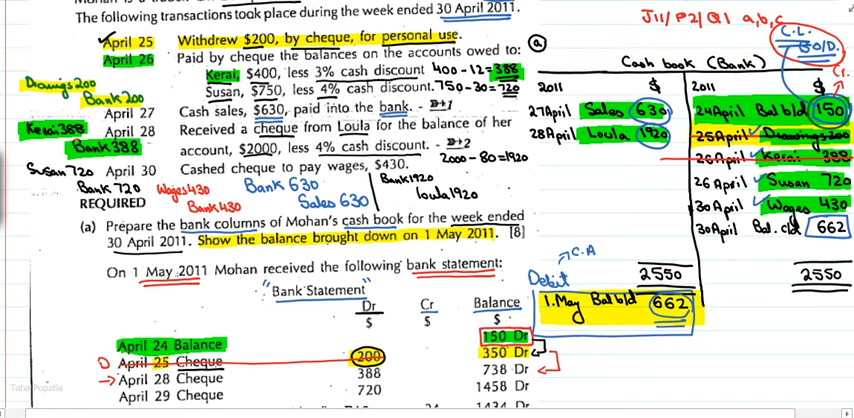 The following transactions took place during the week ended 30 April 2011.
J11/P2/Q1 a,b,c
April 25 Withdrew $200, by cheque, for personal use.
April 26 Paid by cheque the balances on the accounts owed to:
Kerai, $400, less 3% cash discount 400-12=388
Susan, $750, less 4% cash discount. 750-30=720
Drawings 200
Bank 200
April 27 Cash sales, $630, paid into the bank. - D→1
Kerai 388
April 28 Received a cheque from Loula for the balance of her
Bank 388
account, $2000, less 4% cash discount. - D→2
2000-80=1920
Susan 720
April 30 Cashed cheque to pay wages, $430.
Bank 720
Wages 430
Bank 430
Bank 630
Sales 630
Bank 1920
Loula 1920
REQUIRED
(a) Prepare the bank columns of Mohan's cash book for the week ended
30 April 2011. Show the balance brought down on 1 May 2011. [8]
On 1 May 2011 Mohan received the following bank statement:
"Bank Statement"
Dr Cr Balance
$ $ $
April 24 Balance 150 Dr
April 25 Cheque 200 350 Dr
April 28 Cheque 388 738 Dr
April 29 Cheque 720 1458 Dr
1434 Dr
(a)
C.L.
O/D.
Cr.
Cash book (Bank)
2011 $ 2011 $
27 April Sales 630 24 April Bal b/d 150
28 April Loula 1920 25 April Drawings 200
26 April Kerai 388
26 April Susan 720
30 April Wages 430
30 April Bal. c/d 662
2550 2550
Debit C.A
1. May Bal b/d 662
Taha Popatia